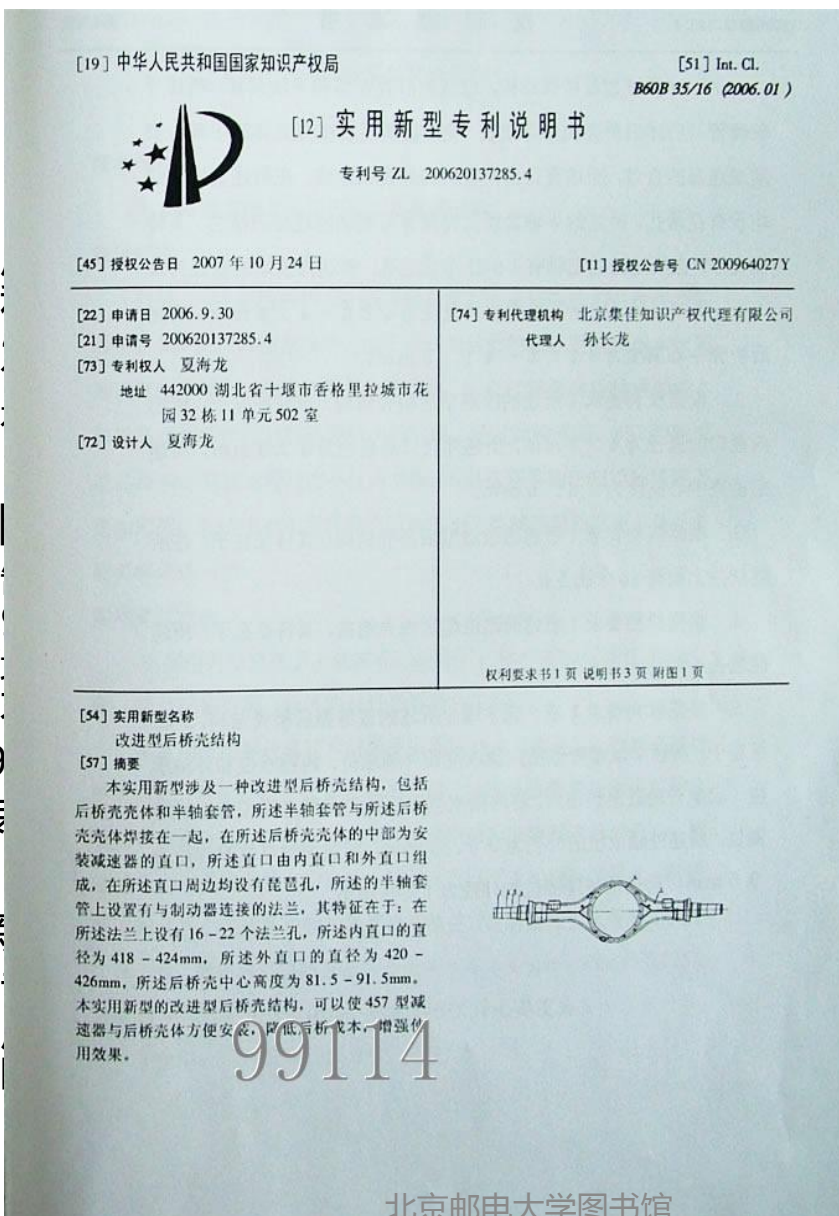 [19] 中华人民共和国国家知识产权局
[51] Int. Cl.
B60B 35/16 (2006.01)
[12] 实用新型专利说明书
专利号 ZL 200620137285.4
[45] 授权公告日 2007 年 10 月 24 日
[11] 授权公告号 CN 200964027Y
[22] 申请日 2006.9.30
[21] 申请号 200620137285.4
[73] 专利权人 夏海龙
地址 442000 湖北省十堰市香格里拉城市花
园 32 栋 11 单元 502 室
[72] 设计人 夏海龙
[74] 专利代理机构 北京集佳知识产权代理有限公司
代理人 孙长龙
权利要求书 1 页 说明书 3 页 附图 1 页
[54] 实用新型名称
改进型后桥壳结构
[57] 摘要
本实用新型涉及一种改进型后桥壳结构，包括
后桥壳壳体和半轴套管，所述半轴套管与所述后桥
壳壳体焊接在一起，在所述后桥壳壳体的中部为安
装减速器的直口，所述直口由内直口和外直口组
成，在所述直口周边均设有琵琶孔，所述的半轴套
管上设置有与制动器连接的法兰，其特征在于：在
所述法兰上设有 16－22 个法兰孔，所述内直口的直
径为 418－424mm，所述外直口的直径为 420－
426mm，所述后桥壳中心高度为 81.5－91.5mm。
本实用新型的改进型后桥壳结构，可以使 457 型减
速器与后桥壳体方便安装，降低后桥成本，增强使
用效果。
99114
北京邮电大学图书馆